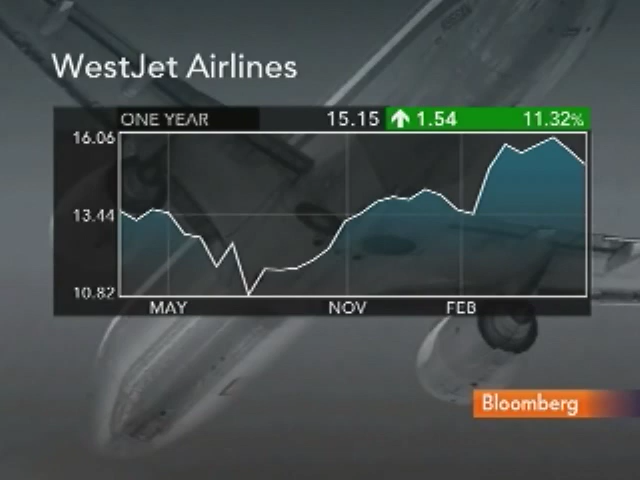 WestJet Airlines
ONE YEAR 15.15 1.54 11.32%
16.06
13.44
10.82
MAY NOV FEB
Bloomberg